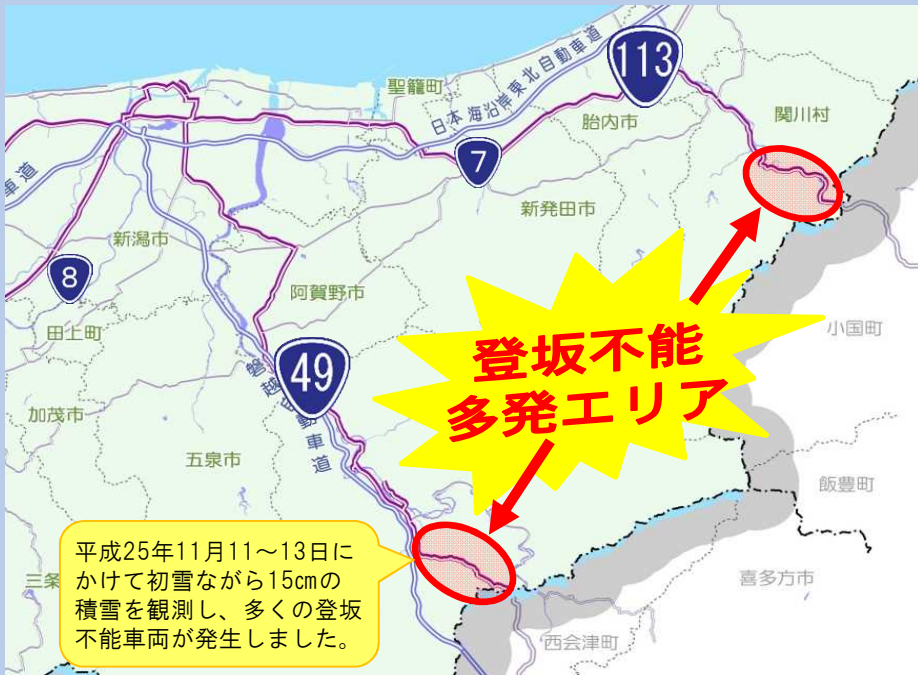 113
聖籠町
日本海沿岸東北自動車道
胎内市
関川村
7
車道
新発田市
新潟市
8
阿賀野市
小国町
田上町
登坂不能
多発エリア
49
磐越自動車道
加茂市
五泉市
飯豊町
平成25年11月11～13日に
かけて初雪ながら15㎝の
積雪を観測し、多くの登坂
不能車両が発生しました。
三条
喜多方市
西会津町